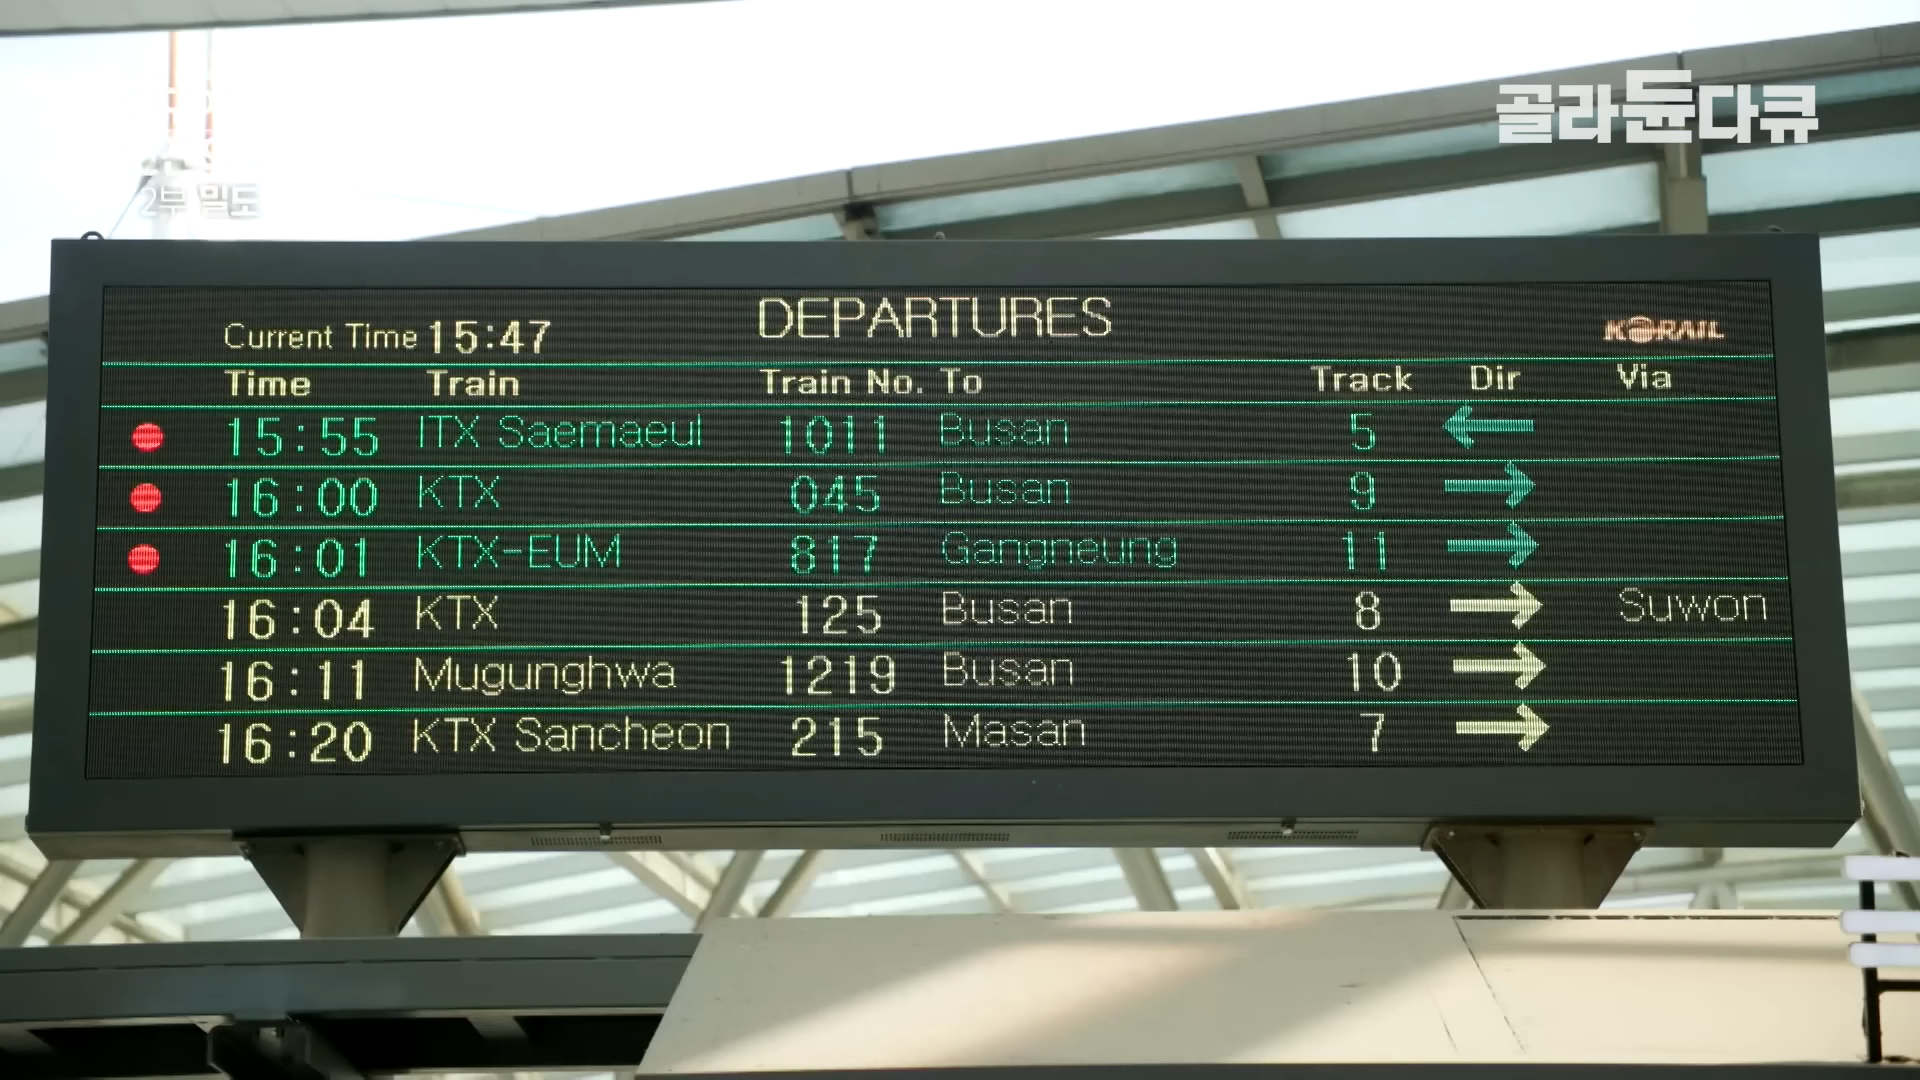 골라둔다큐
2부 밀도
DEPARTURES
Current Time 15:47
KORAIL
Time Train Train No. To Track Dir Via
15:55 ITX Saemaeul 1011 Busan 5 ←
16:00 KTX 045 Busan 9 →
16:01 KTX-EUM 817 Gangneung 11 →
16:04 KTX 125 Busan 8 → Suwon
16:11 Mugunghwa 1219 Busan 10 →
16:20 KTX Sancheon 215 Masan 7 →